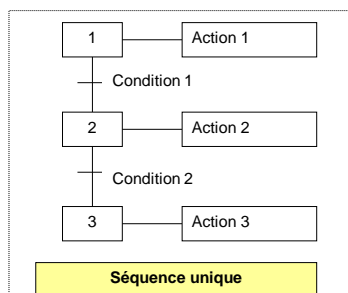 1 Action 1
Condition 1
2 Action 2
Condition 2
3 Action 3
Séquence unique